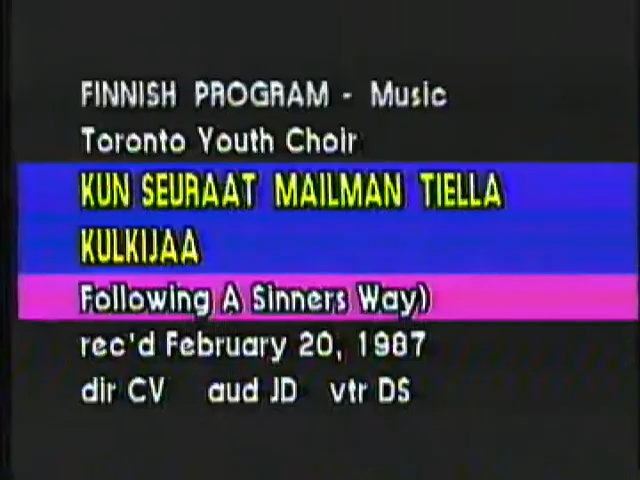 FINNISH PROGRAM - Music
Toronto Youth Choir
KUN SEURAAT MAILMAN TIELLA
KULKIJAA
Following A Sinners Way)
rec'd February 20, 1987
dir CV aud JD vtr DS